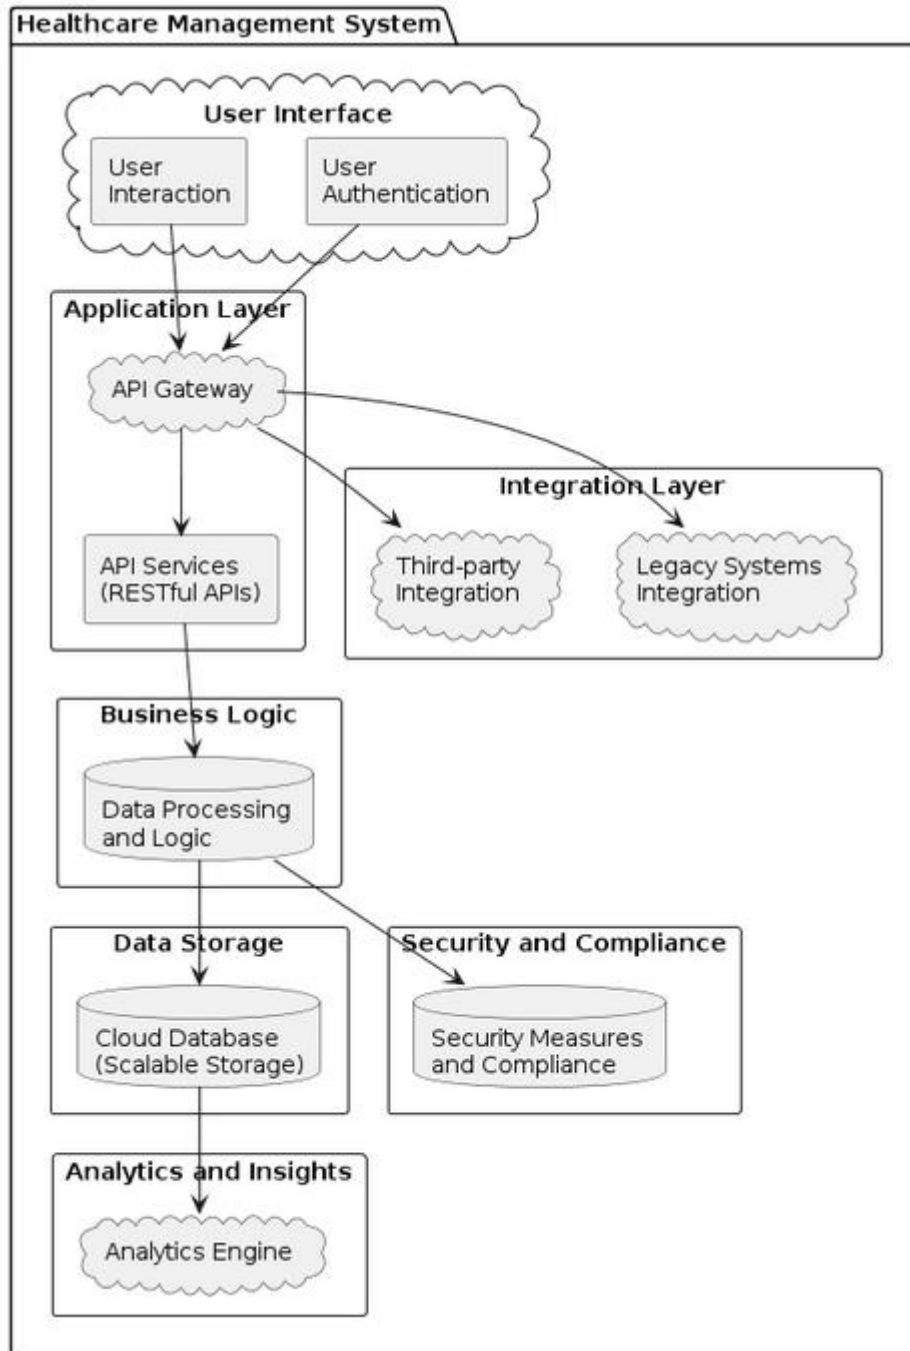 Healthcare Management System
User Interface
User
Interaction
User
Authentication
Application Layer
API Gateway
Integration Layer
API Services
(RESTful APIs)
Third-party
Integration
Legacy Systems
Integration
Business Logic
Data Processing
and Logic
Data Storage
Security and Compliance
Cloud Database
(Scalable Storage)
Security Measures
and Compliance
Analytics and Insights
Analytics Engine